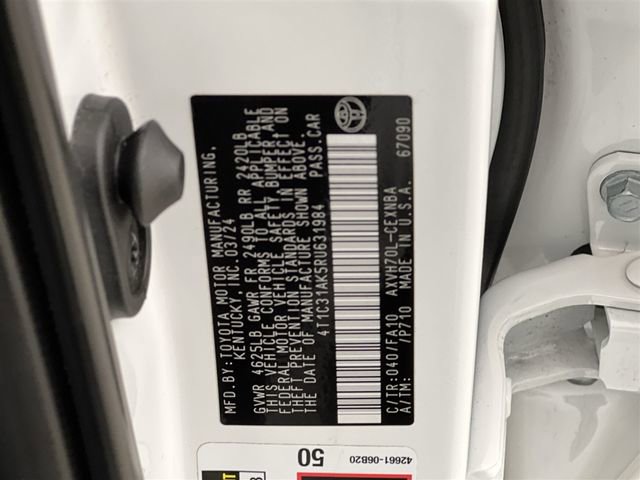 MFD.BY: TOYOTA MOTOR MANUFACTURING,
KENTUCKY, INC. 03/24
GVWR 4625LB GAWR FR 2490LB RR 2420LB
THIS VEHICLE CONFORMS TO ALL APPLICABLE
FEDERAL MOTOR VEHICLE SAFETY BUMPER, AND
THEFT PREVENTION STANDARDS IN EFFECT ON
THE DATE OF MANUFACTURE SHOWN ABOVE.
4T1C31AK5RU631984 PASS.CAR
C/TR: 040/FA10 AXVH70L-CEXNBA
A/TM: /P710 MADE IN U.S.A. 67090
50
42661-06B20